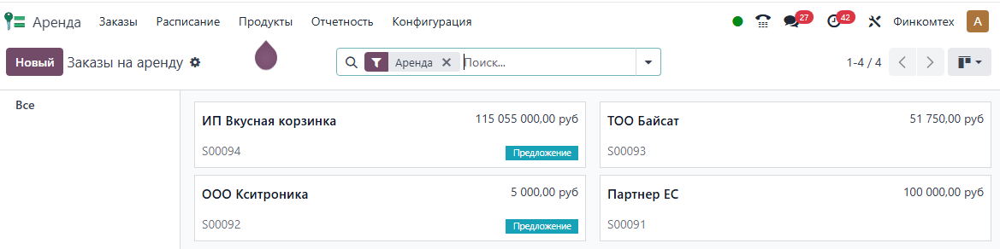 Аренда Заказы Расписание Продукты Отчетность Конфигурация 27 42 Финкомтех A
Новый Заказы на аренду Аренда Поиск... 1-4 / 4
Все
ИП Вкусная корзинка 115 055 000,00 руб
S00094 Предложение
ТОО Байсат 51 750,00 руб
S00093
ООО Кситроника 5 000,00 руб
S00092 Предложение
Партнер ЕС 100 000,00 руб
S00091